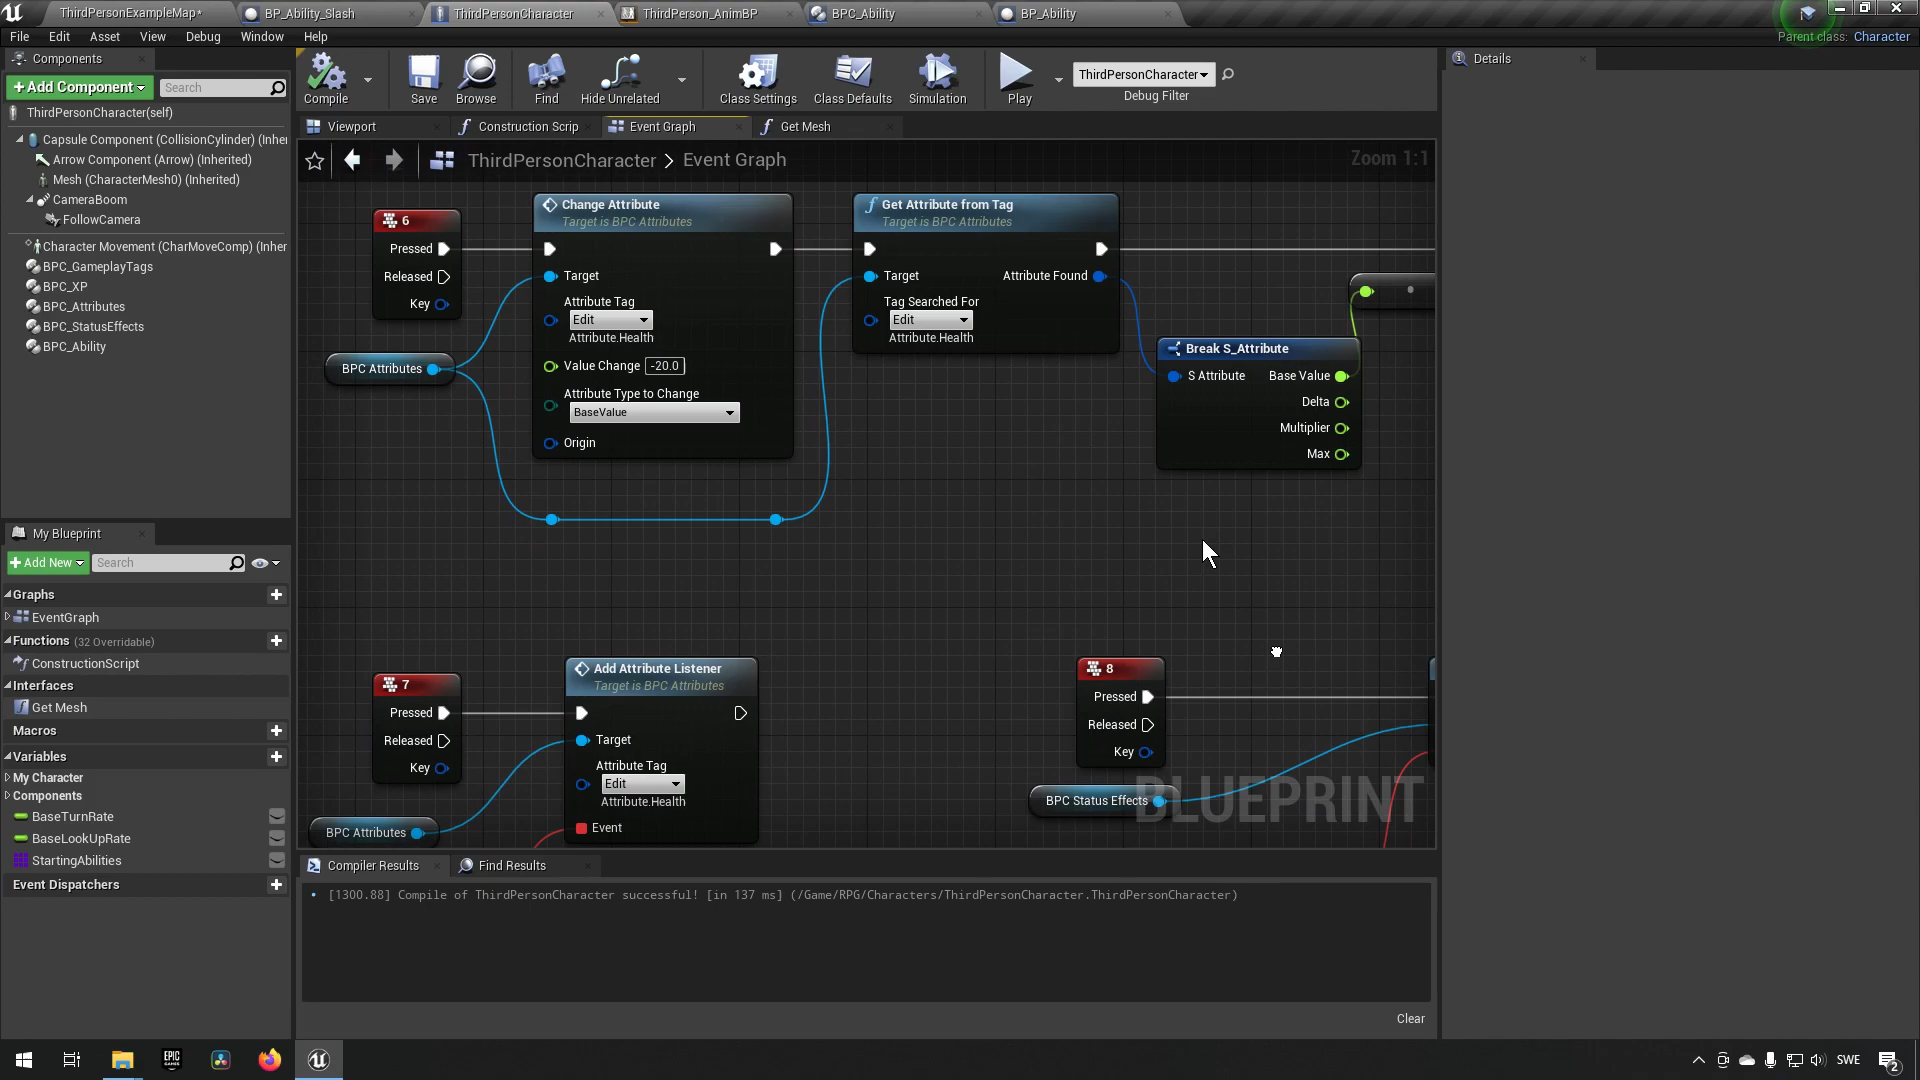 ThirdPersonExampleMap*
BP_Ability_Slash
ThirdPersonCharacter
ThirdPerson_AnimBP
BPC_Ability
BP_Ability
File
Edit
Asset
View
Debug
Window
Help
Parent class: Character
Components
+Add Component
Search
ThirdPersonCharacter(self)
Capsule Component (CollisionCylinder) (Inhe
Arrow Component (Arrow) (Inherited)
Mesh (CharacterMesh0) (Inherited)
CameraBoom
FollowCamera
Character Movement (CharMoveComp) (Inher
BPC_GameplayTags
BPC_XP
BPC_Attributes
BPC_StatusEffects
BPC_Ability
My Blueprint
+Add New
Search
Graphs
EventGraph
Functions (32 Overridable)
ConstructionScript
Interfaces
Get Mesh
Macros
Variables
My Character
Components
BaseTurnRate
BaseLookUpRate
StartingAbilities
Event Dispatchers
Compile
Save
Browse
Find
Hide Unrelated
Class Settings
Class Defaults
Simulation
Play
ThirdPersonCharacter
Debug Filter
Viewport
Construction Scrip
Event Graph
Get Mesh
ThirdPersonCharacter > Event Graph
Zoom 1:1
6
Pressed
Released
Key
BPC Attributes
Change Attribute
Target is BPC Attributes
Target
Attribute Tag
Edit
Attribute.Health
Value Change -20.0
Attribute Type to Change
BaseValue
Origin
Get Attribute from Tag
Target is BPC Attributes
Target
Attribute Found
Tag Searched For
Edit
Attribute.Health
Break S_Attribute
S Attribute
Base Value
Delta
Multiplier
Max
7
Pressed
Released
Key
BPC Attributes
Add Attribute Listener
Target is BPC Attributes
Target
Attribute Tag
Edit
Attribute.Health
Event
8
Pressed
Released
Key
BPC Status Effects
BLUEPRINT
Compiler Results
Find Results
[1300.88] Compile of ThirdPersonCharacter successful! [in 137 ms] (/Game/RPG/Characters/ThirdPersonCharacter.ThirdPersonCharacter)
Clear
Details
EPIC
GAMES
SWE
2